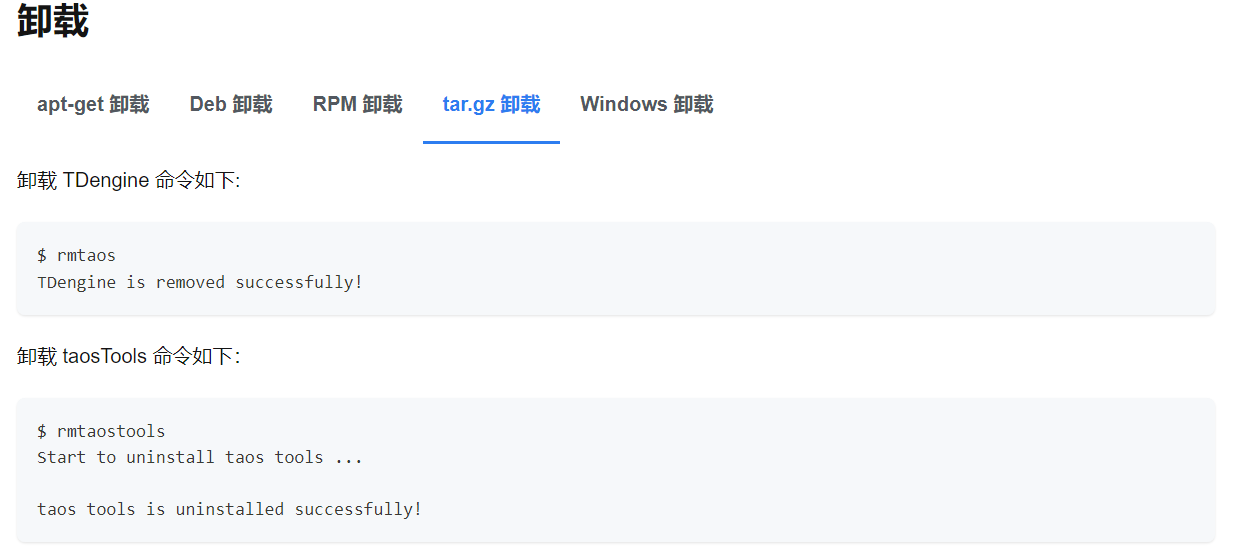 卸载
apt-get 卸载 Deb 卸载 RPM 卸载 tar.gz 卸载 Windows 卸载
卸载 TDengine 命令如下:
$ rmtaos
TDengine is removed successfully!
卸载 taosTools 命令如下：
$ rmtaostools
Start to uninstall taos tools ...
taos tools is uninstalled successfully!